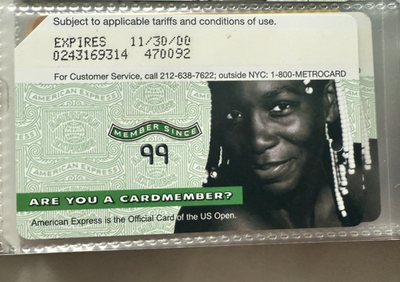 Subject to applicable tariffs and conditions of use.
EXPIRES 11/30/00
0243169314 470092
For Customer Service, call 212-638-7622; outside NYC: 1-800-METROCARD
AMERICAN EXPRESS
MEMBER SINCE
99
ARE YOU A CARDMEMBER?
American Express is the Official Card of the US Open.